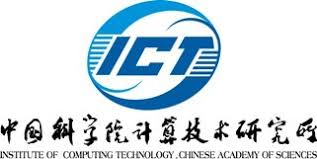 ICT
中国科学院计算技术研究所
INSTITUTE OF COMPUTING TECHNOLOGY, CHINESE ACADEMY OF SCIENCES